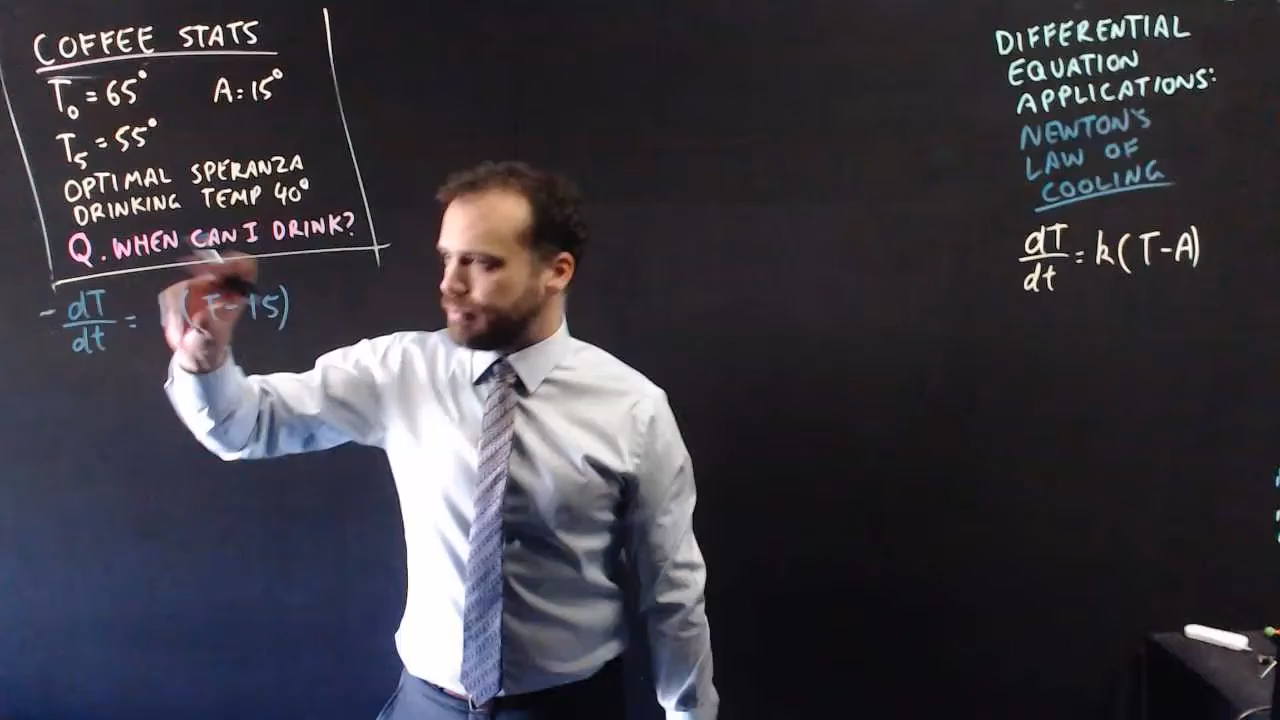 COFFEE STATS
T₀ = 65° A = 15°
T₅ = 55°
OPTIMAL SPERANZA
DRINKING TEMP 40°
Q. WHEN CAN I DRINK?
- dT/dt = (T-15)
DIFFERENTIAL
EQUATION
APPLICATIONS:
NEWTON'S
LAW OF
COOLING
dT/dt = k(T-A)